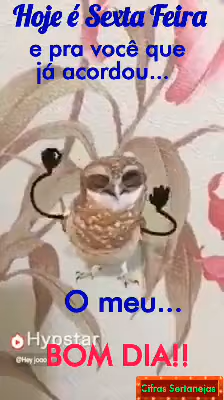 Hoje é Sexta Feira
e pra você que
já acordou...
O meu...
Hypstar
BOM DIA!!
Cifras Sertanejas